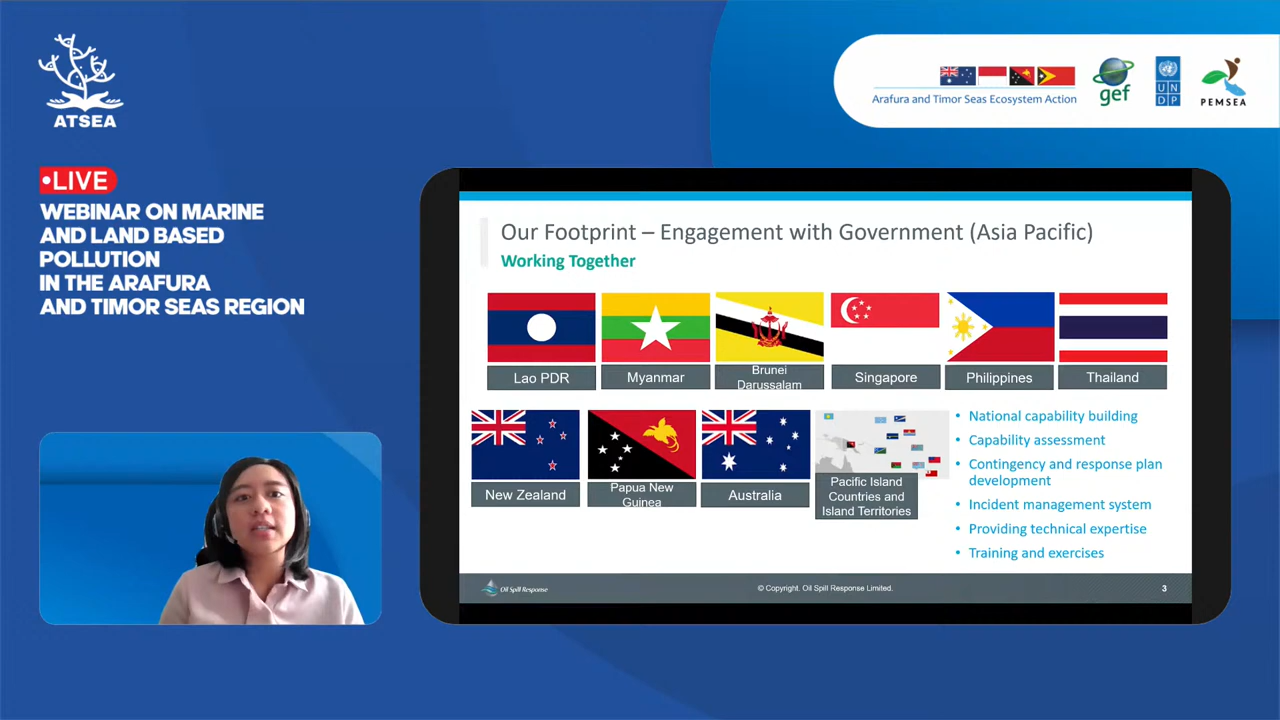 ATSEA
Arafura and Timor Seas Ecosystem Action
gef
U N
D P
PEMSEA
•LIVE
WEBINAR ON MARINE
AND LAND BASED
POLLUTION
IN THE ARAFURA
AND TIMOR SEAS REGION
Our Footprint – Engagement with Government (Asia Pacific)
Working Together
Lao PDR
Myanmar
Brunei
Darussalam
Singapore
Philippines
Thailand
New Zealand
Papua New
Guinea
Australia
Pacific Island
Countries and
Island Territories
• National capability building
• Capability assessment
• Contingency and response plan
development
• Incident management system
• Providing technical expertise
• Training and exercises
Oil Spill Response
© Copyright. Oil Spill Response Limited.
3